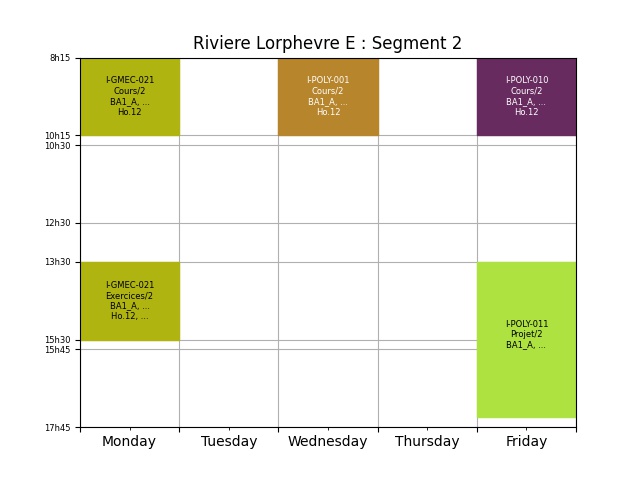 Riviere Lorphevre E : Segment 2
8h15
10h15
10h30
12h30
13h30
15h30
15h45
17h45
I-GMEC-021
Cours/2
BA1_A, ...
Ho.12
I-POLY-001
Cours/2
BA1_A, ...
Ho.12
I-POLY-010
Cours/2
BA1_A, ...
Ho.12
I-GMEC-021
Exercices/2
BA1_A, ...
Ho.12, ...
I-POLY-011
Projet/2
BA1_A, ...
Monday
Tuesday
Wednesday
Thursday
Friday